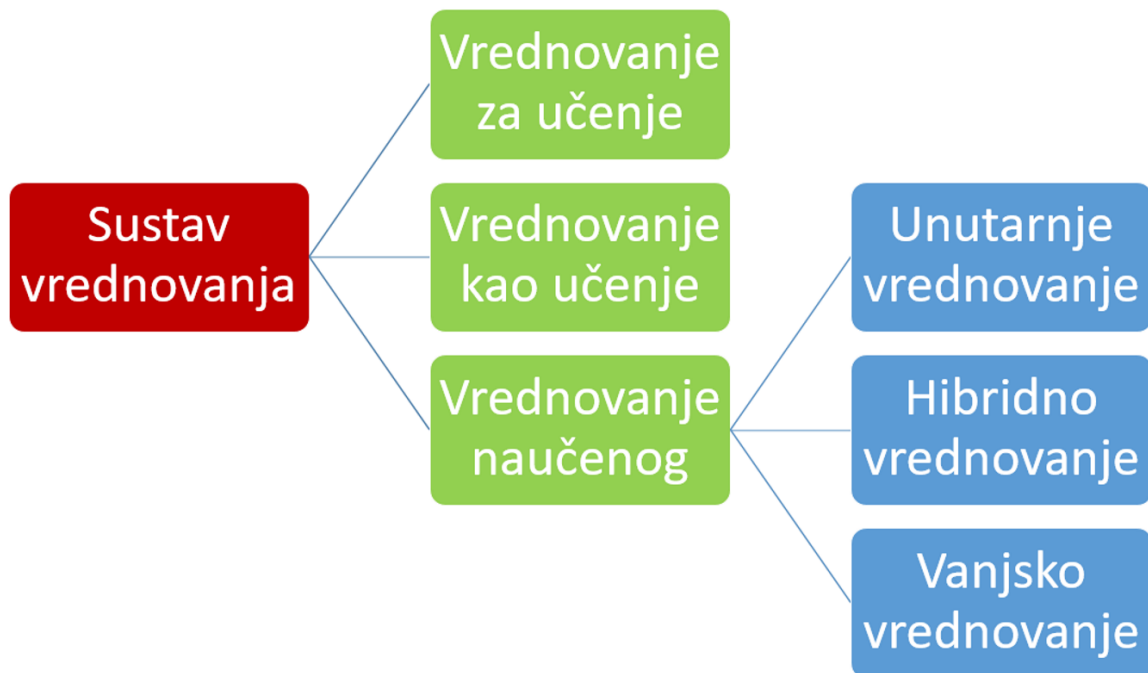 Sustav
vrednovanja
Vrednovanje
za učenje
Vrednovanje
kao učenje
Vrednovanje
naučenog
Unutarnje
vrednovanje
Hibridno
vrednovanje
Vanjsko
vrednovanje